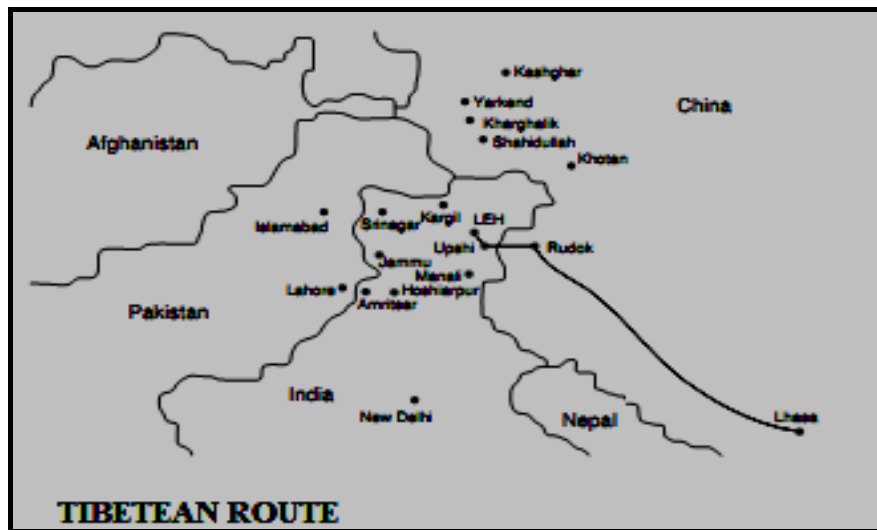 Kashghar
Yarkand
China
Kharghalik
Afghanistan
Shahidullah
Khotan
Islamabad
Srinagar
Kargil
LEH
Upshi
Rudok
Jammu
Manali
Lahore
Amritsar
Hoshiarpur
Pakistan
India
New Delhi
Nepal
Lhasa
TIBETEAN ROUTE